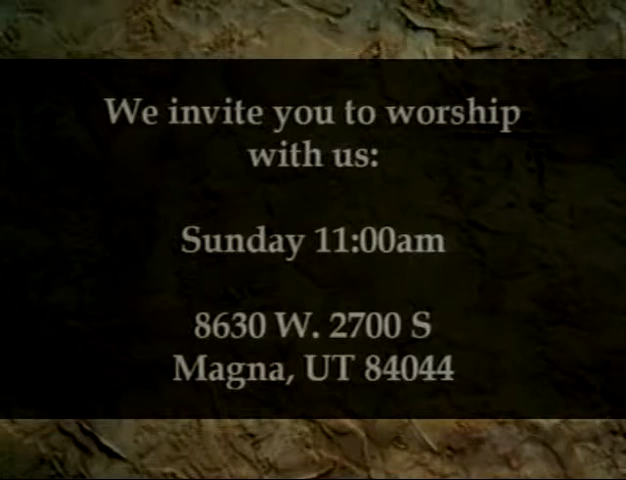 We invite you to worship
with us:
Sunday 11:00am
8630 W. 2700 S
Magna, UT 84044